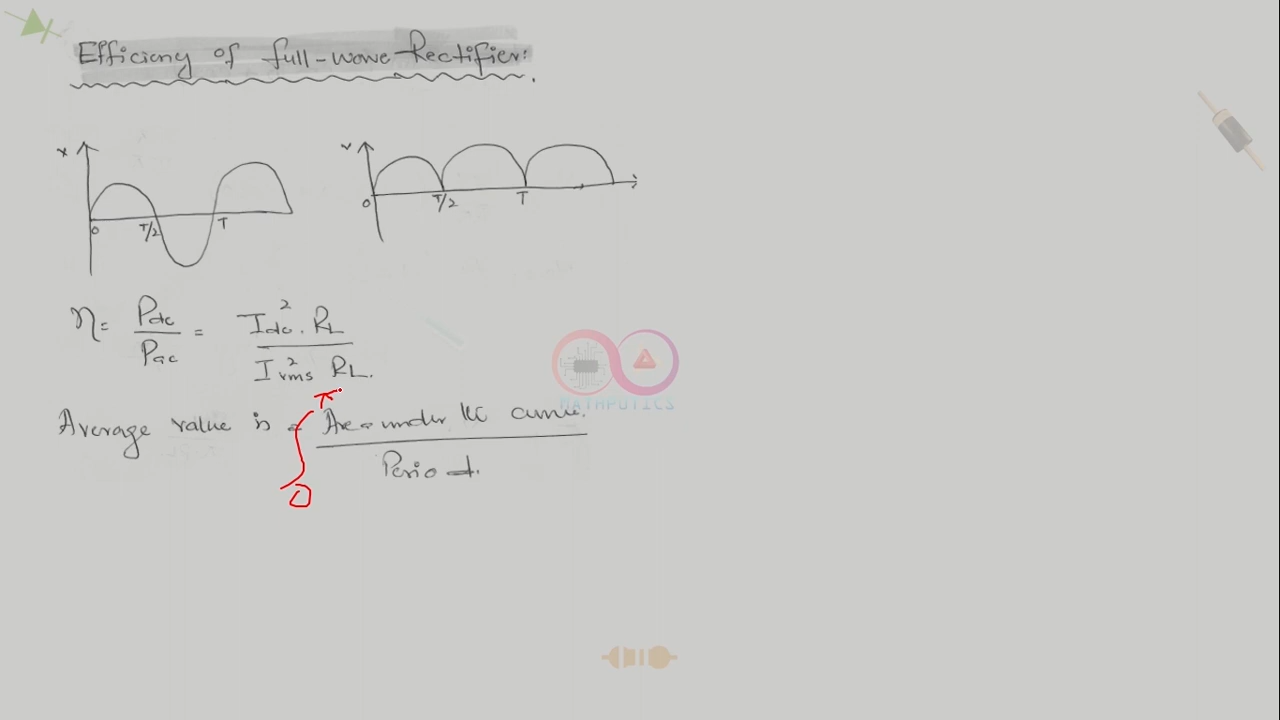 Efficiency of full-wave Rectifier:
x
0 T/2 T
v
0 T/2 T
η = Pdc / Pac = Idc² . RL / Irms² RL.
π
Average value is = ∫ Area under the curve.
Period.
0
MATHPOTICS